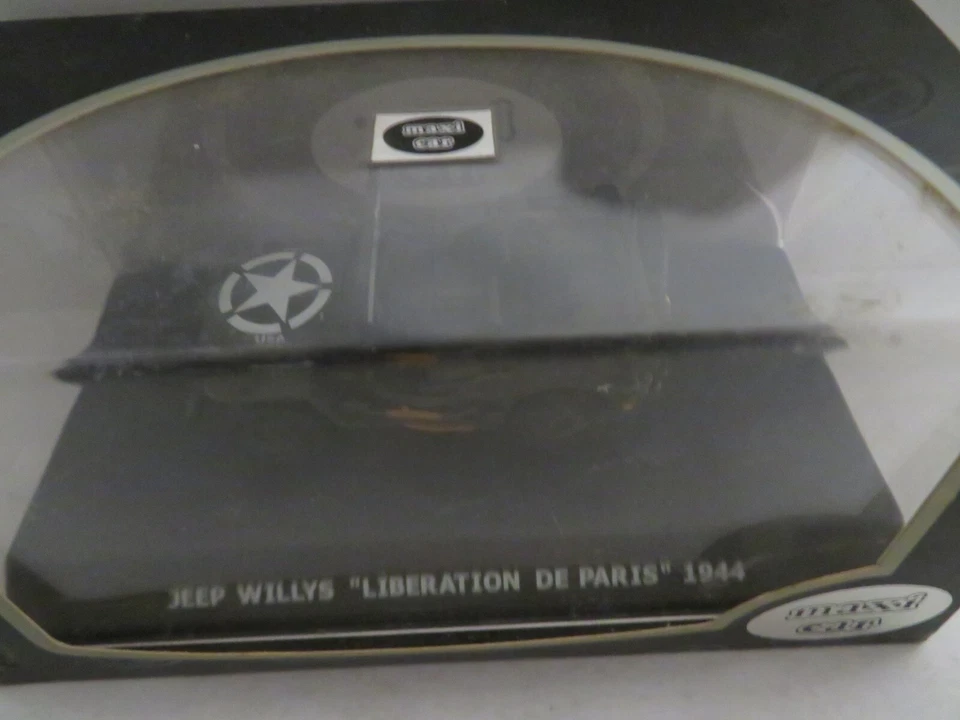 maxi
car
USA
JEEP WILLYS "LIBERATION DE PARIS" 1944
maxi
car